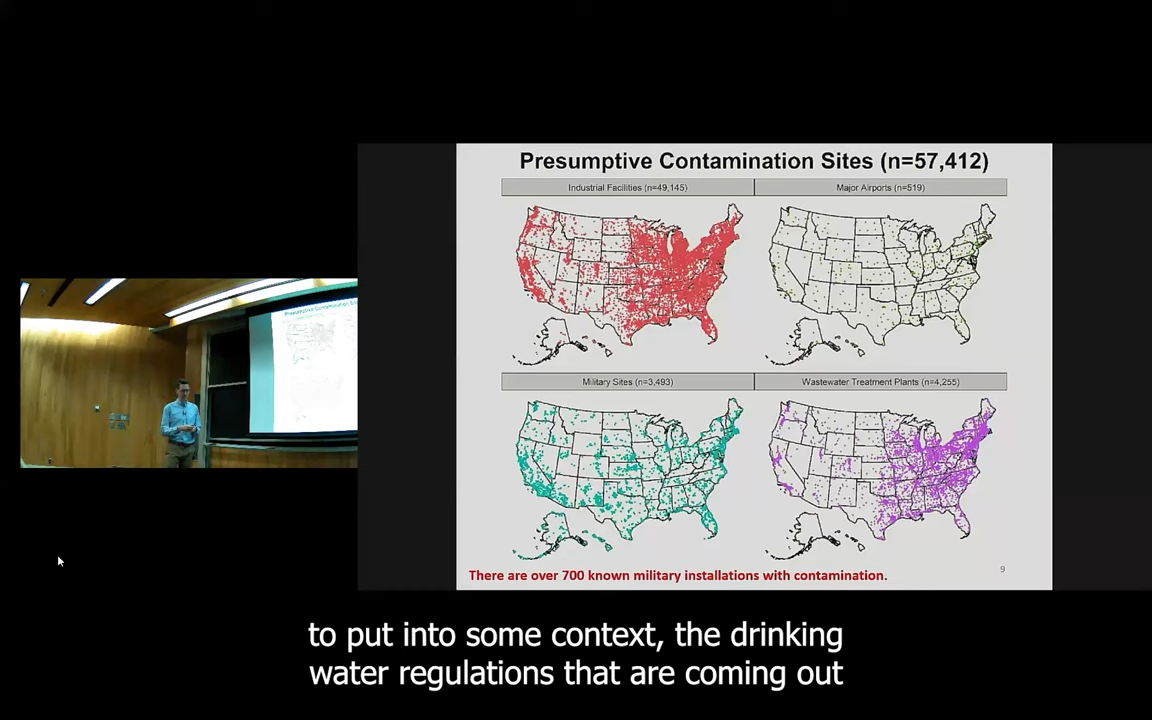 Presumptive Contamination Sites (n=57,412)
Industrial Facilities (n=49,145)
Major Airports (n=519)
Military Sites (n=3,493)
Wastewater Treatment Plants (n=4,255)
There are over 700 known military installations with contamination.
9
Presumptive Contamination
to put into some context, the drinking
water regulations that are coming out